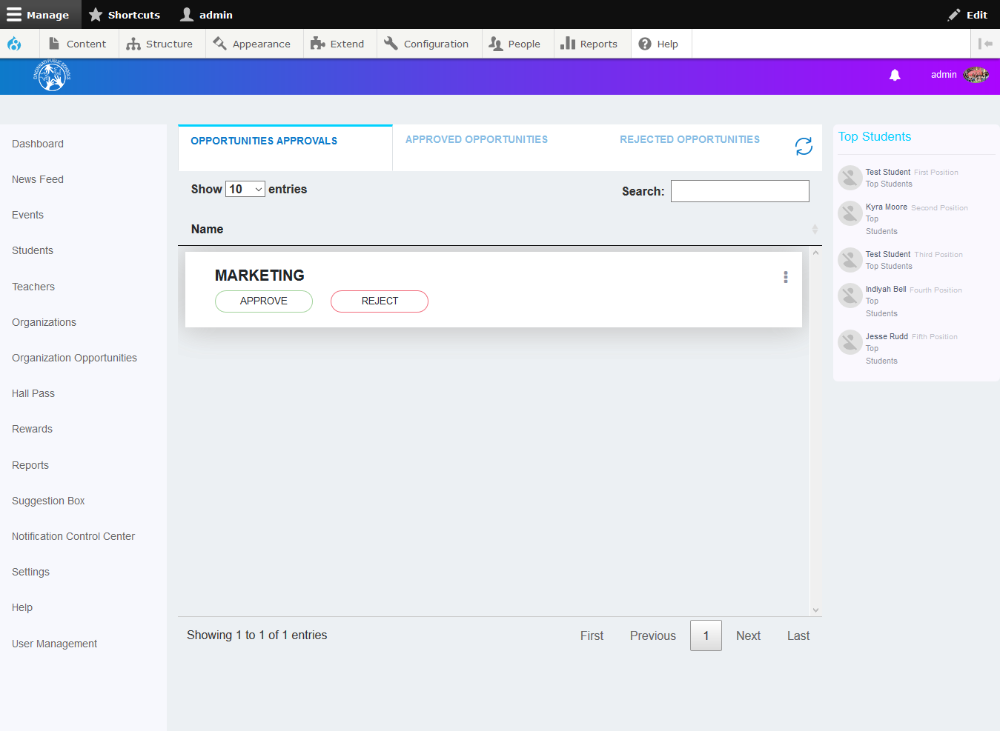 Manage
Shortcuts
admin
Edit
Content
Structure
Appearance
Extend
Configuration
People
Reports
Help
CINCINNATI PUBLIC SCHOOLS
admin
Dashboard
News Feed
Events
Students
Teachers
Organizations
Organization Opportunities
Hall Pass
Rewards
Reports
Suggestion Box
Notification Control Center
Settings
Help
User Management
OPPORTUNITIES APPROVALS
APPROVED OPPORTUNITIES
REJECTED OPPORTUNITIES
Show 10 entries
Search:
Name
MARKETING
APPROVE
REJECT
Showing 1 to 1 of 1 entries
First
Previous
1
Next
Last
Top Students
Test Student First Position
Top Students
Kyra Moore Second Position
Top
Students
Test Student Third Position
Top Students
Indiyah Bell Fourth Position
Top
Students
Jesse Rudd Fifth Position
Top
Students